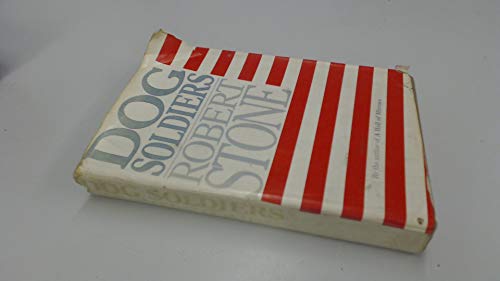 DOG
SOLDIERS
ROBERT
STONE
By the author of A Hall of Mirrors
DOG SOLDIERS